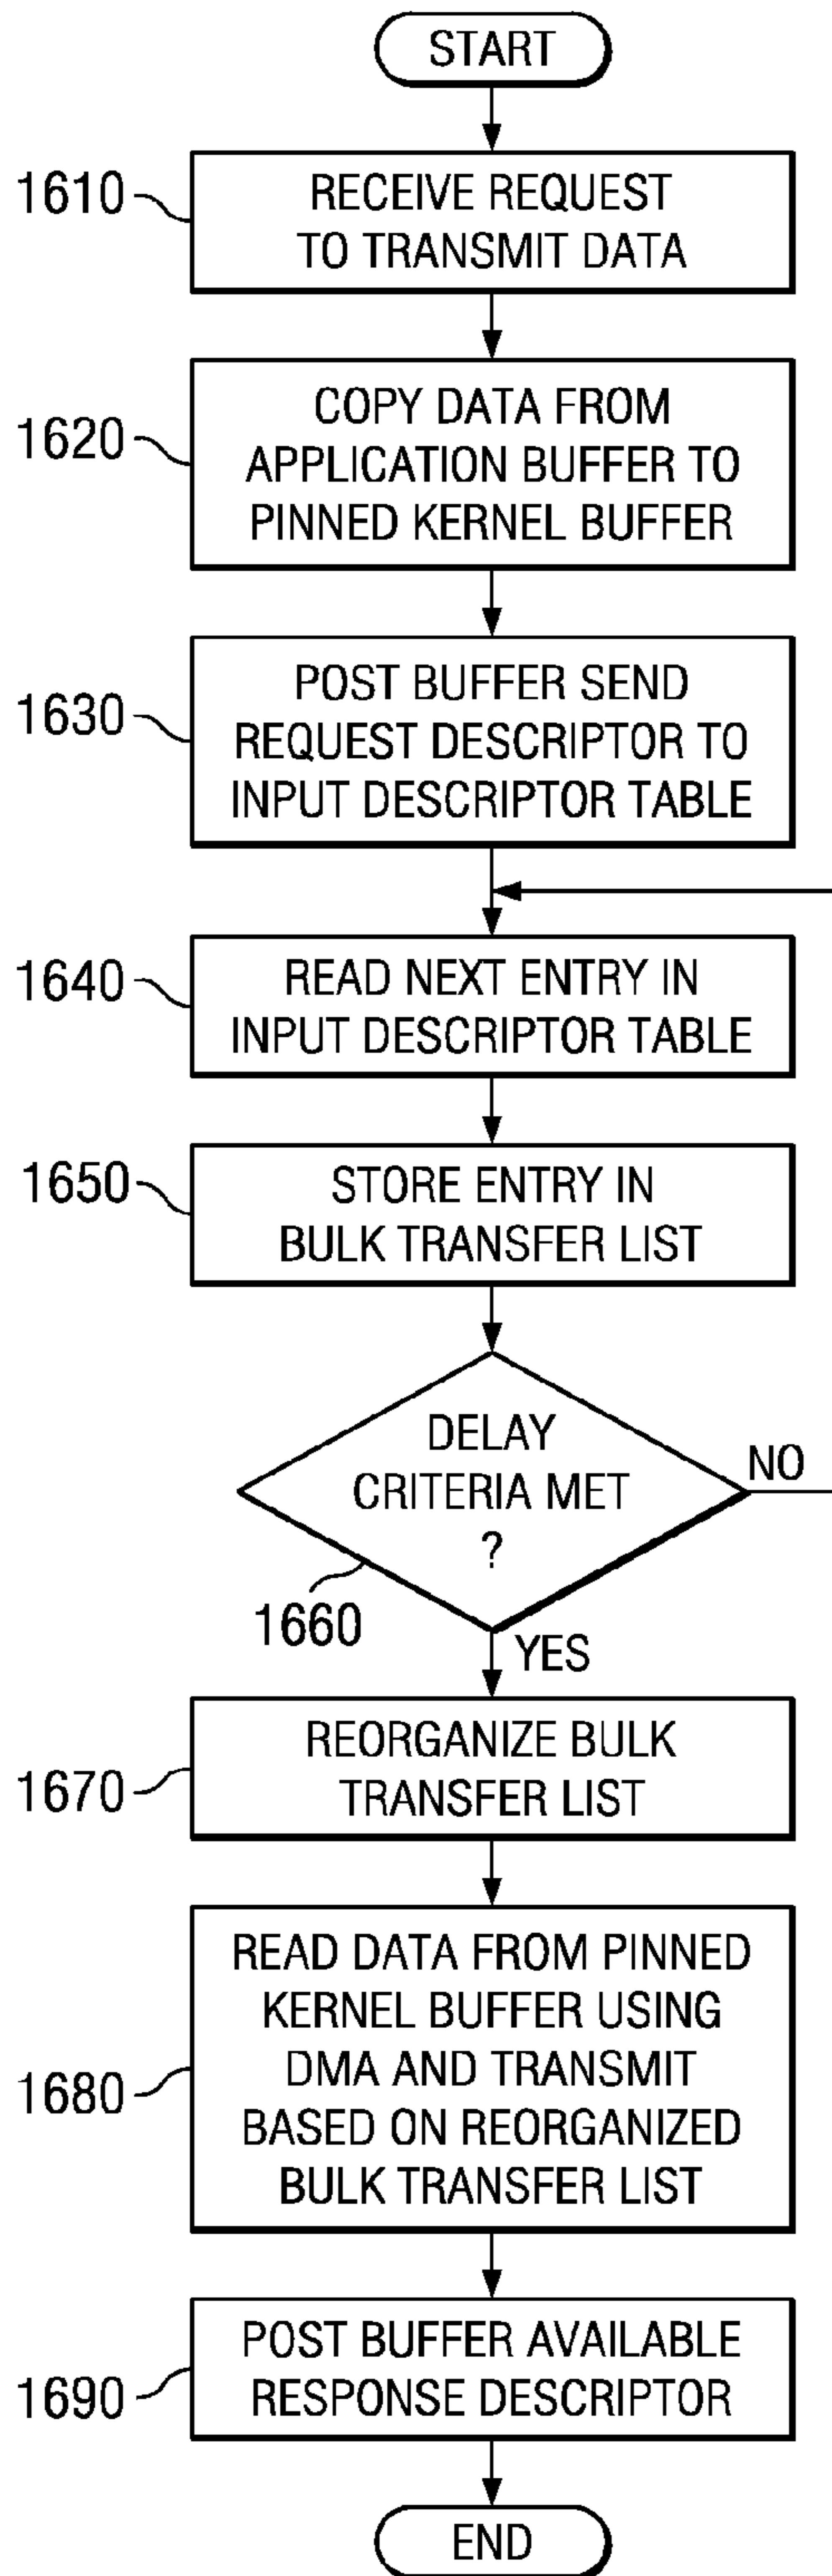 START
1610
RECEIVE REQUEST
TO TRANSMIT DATA
1620
COPY DATA FROM
APPLICATION BUFFER TO
PINNED KERNEL BUFFER
1630
POST BUFFER SEND
REQUEST DESCRIPTOR TO
INPUT DESCRIPTOR TABLE
1640
READ NEXT ENTRY IN
INPUT DESCRIPTOR TABLE
1650
STORE ENTRY IN
BULK TRANSFER LIST
DELAY
CRITERIA MET
?
NO
1660
YES
1670
REORGANIZE BULK
TRANSFER LIST
1680
READ DATA FROM PINNED
KERNEL BUFFER USING
DMA AND TRANSMIT
BASED ON REORGANIZED
BULK TRANSFER LIST
1690
POST BUFFER AVAILABLE
RESPONSE DESCRIPTOR
END